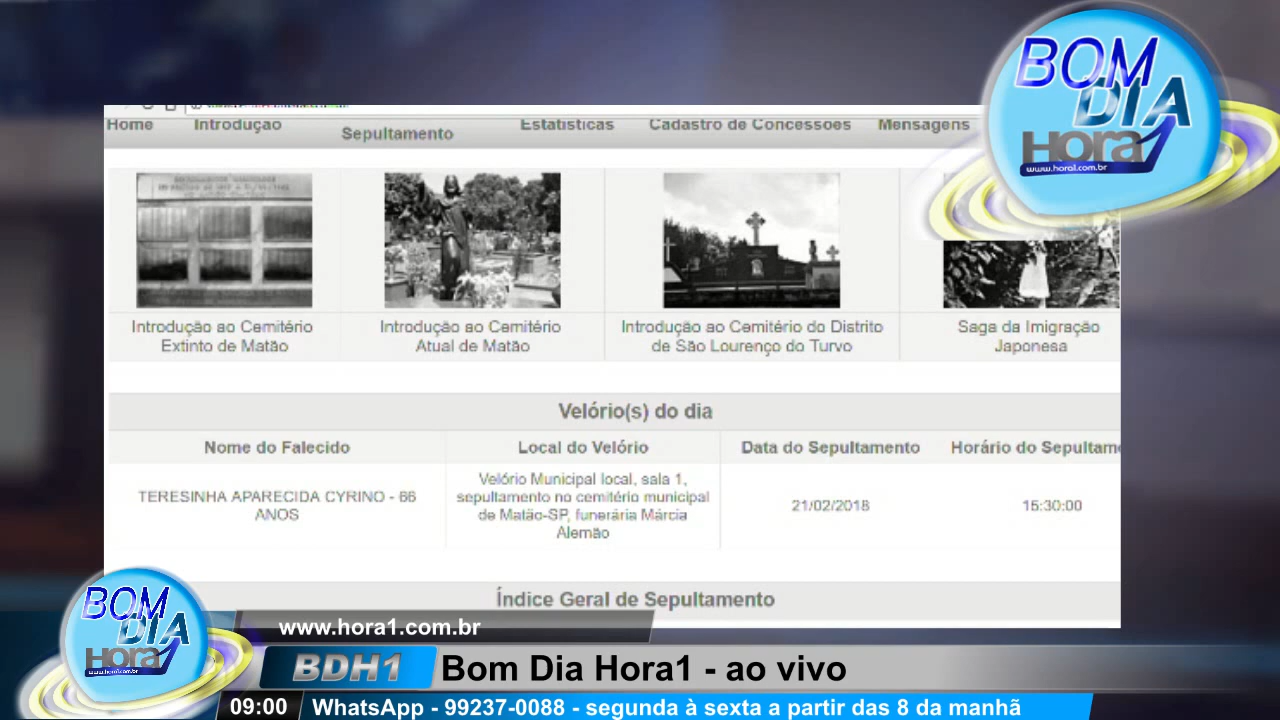 BOM
DIA
Hora1
www.hora1.com.br
Home Introdução Sepultamento Estatísticas Cadastro de Concessões Mensagens
Introdução ao Cemitério
Extinto de Matão
Introdução ao Cemitério
Atual de Matão
Introdução ao Cemitério do Distrito
de São Lourenço do Turvo
Saga da Imigração
Japonesa
Velório(s) do dia
Nome do Falecido Local do Velório Data do Sepultamento Horário do Sepultame
TERESINHA APARECIDA CYRINO - 66
ANOS
Velório Municipal local, sala 1,
sepultamento no cemitério municipal
de Matão-SP, funerária Márcia
Alemão
21/02/2018
15:30:00
Índice Geral de Sepultamento
BOM
DIA
Hora1
www.hora1.com.br
www.hora1.com.br
BDH1 Bom Dia Hora1 - ao vivo
09:00 WhatsApp - 99237-0088 - segunda à sexta a partir das 8 da manhã